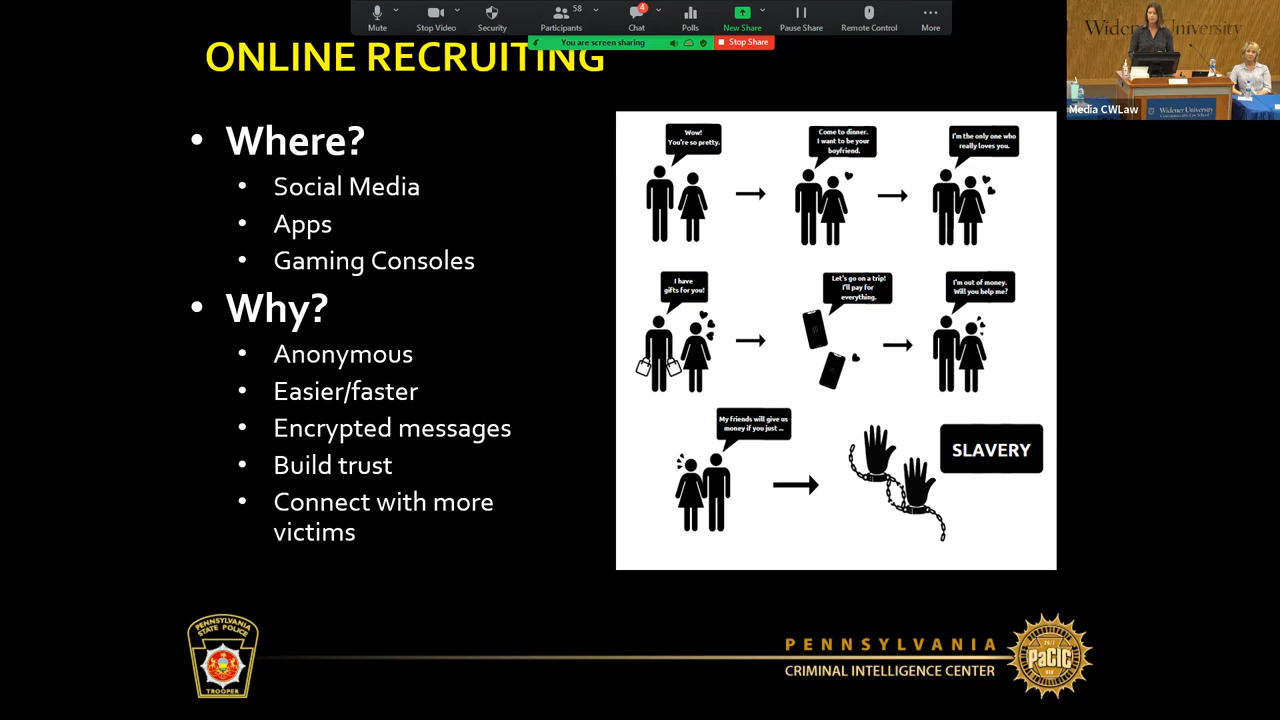 58
4
Mute
Stop Video
Security
Participants
Chat
Polls
New Share
Pause Share
Remote Control
More
You are screen sharing
Stop Share
Widener University
Media CWLaw
Widener University
ONLINE RECRUITING
• Where?
• Social Media
• Apps
• Gaming Consoles
• Why?
• Anonymous
• Easier/faster
• Encrypted messages
• Build trust
• Connect with more
victims
Wow!
You're so pretty.
Come to dinner.
I want to be your
boyfriend.
I'm the only one who
really loves you.
I have
gifts for you!
Let's go on a trip!
I'll pay for
everything.
I'm out of money.
Will you help me?
My friends will give us
money if you just ...
SLAVERY
PENNSYLVANIA
STATE POLICE
TROOPER
PENNSYLVANIA
CRIMINAL INTELLIGENCE CENTER
PaCIC